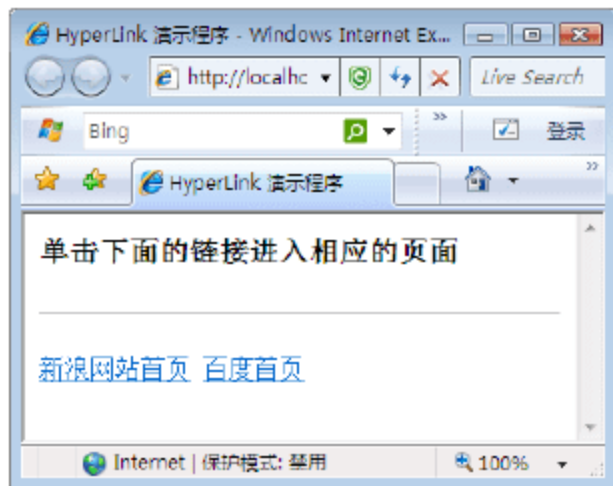 HyperLink 演示程序 - Windows Internet Ex...
http://localhc Live Search
Bing » 登录
HyperLink 演示程序 »
单击下面的链接进入相应的页面
新浪网站首页 百度首页
Internet | 保护模式: 禁用 100%